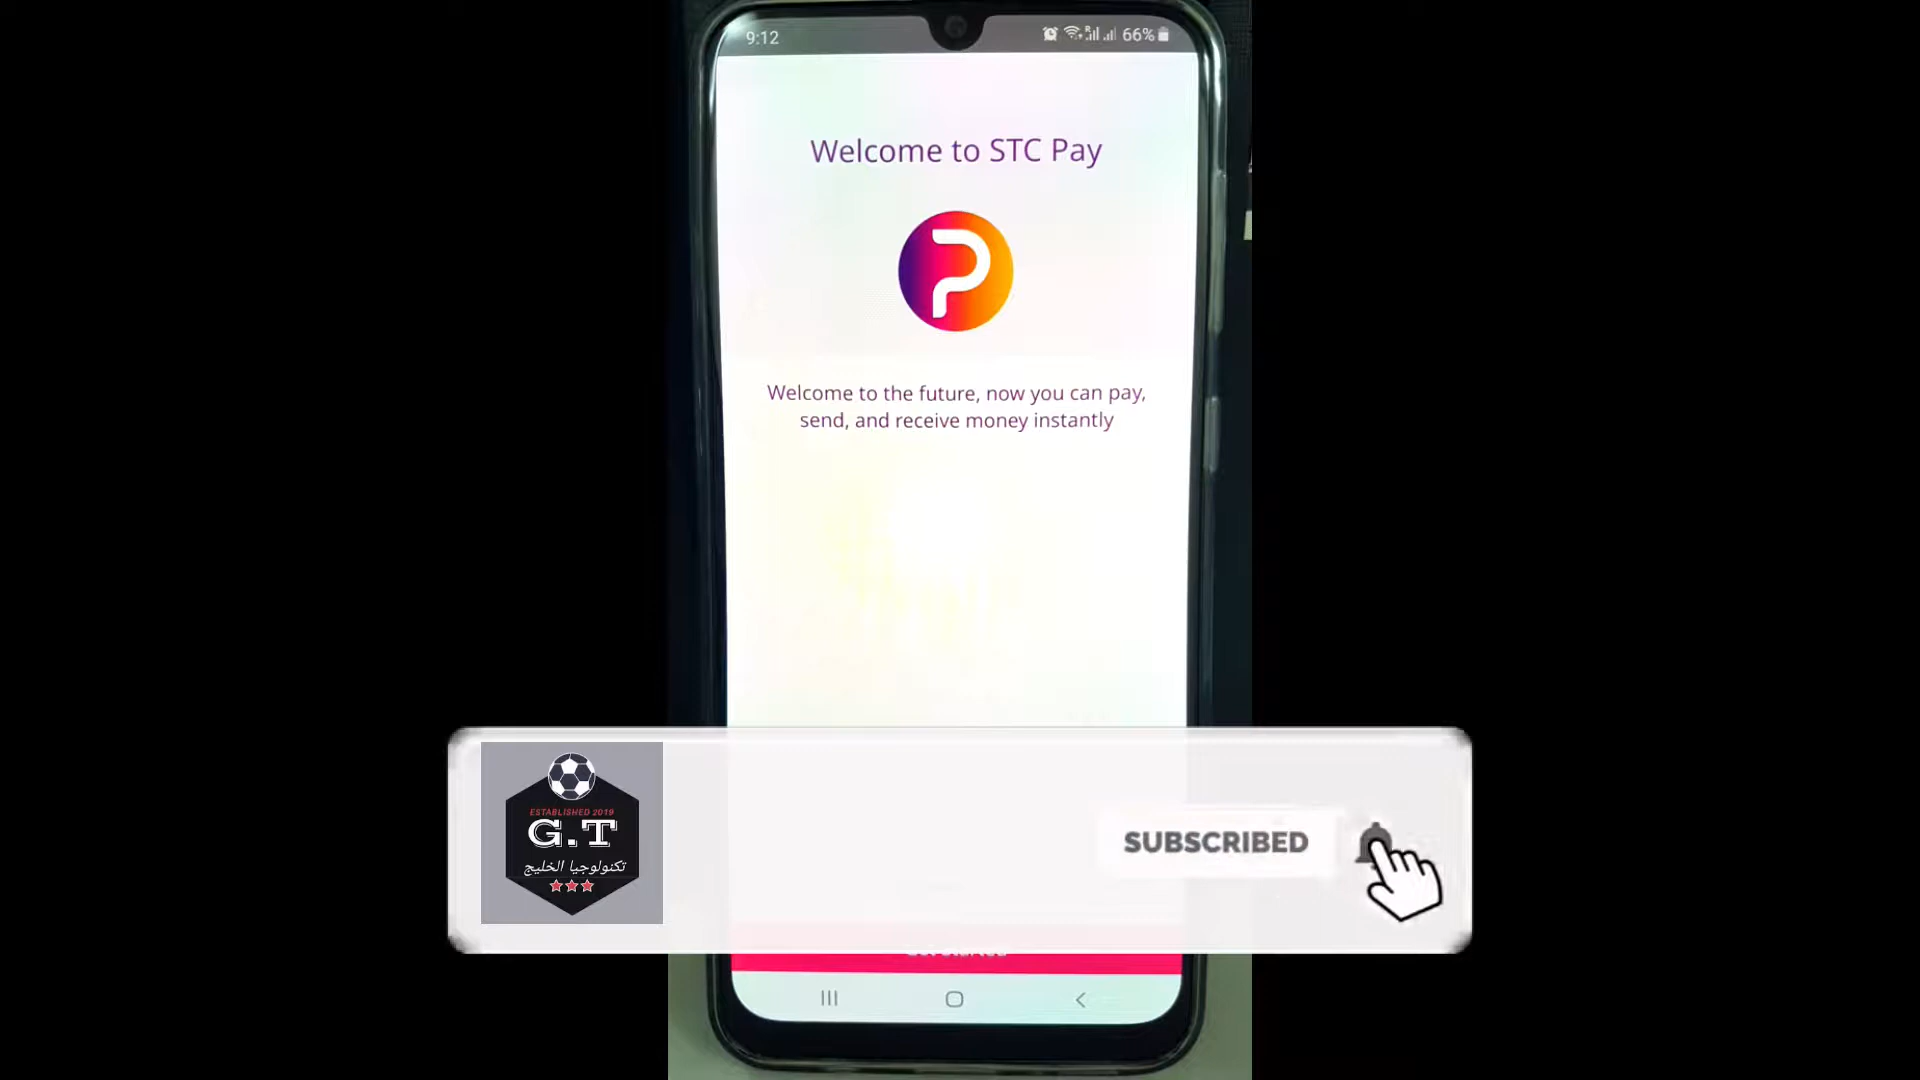 9:12
66%
Welcome to STC Pay
Welcome to the future, now you can pay,
send, and receive money instantly
ESTABLISHED 2019
G.T
تكنولوجيا الخليج
SUBSCRIBED